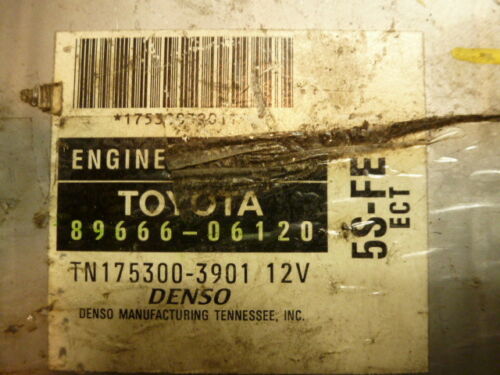 ENGINE
TOYOTA
89666-06120
TN175300-3901 12V
DENSO
DENSO MANUFACTURING TENNESSEE, INC.
5S-FE
ECT